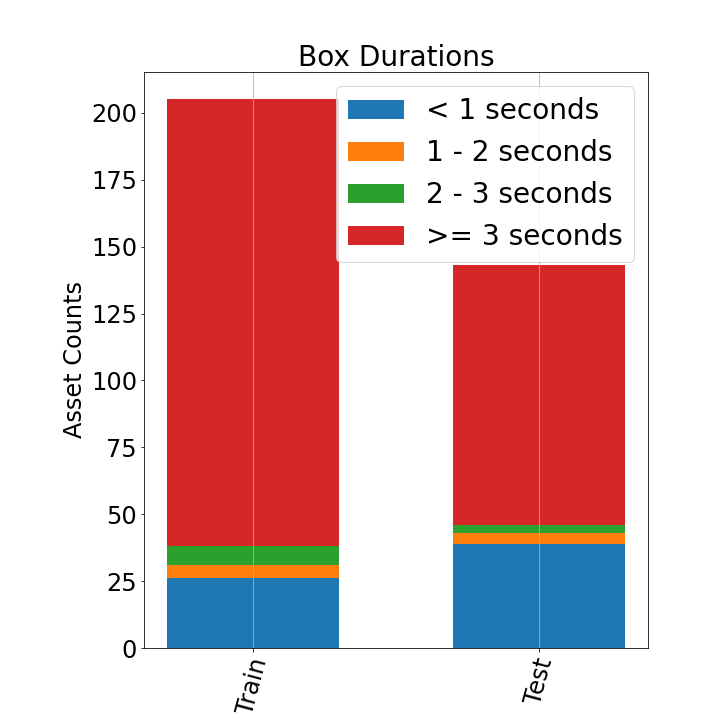 Box Durations
< 1 seconds
1 - 2 seconds
2 - 3 seconds
>= 3 seconds
Asset Counts
200
175
150
125
100
75
50
25
0
Train
Test